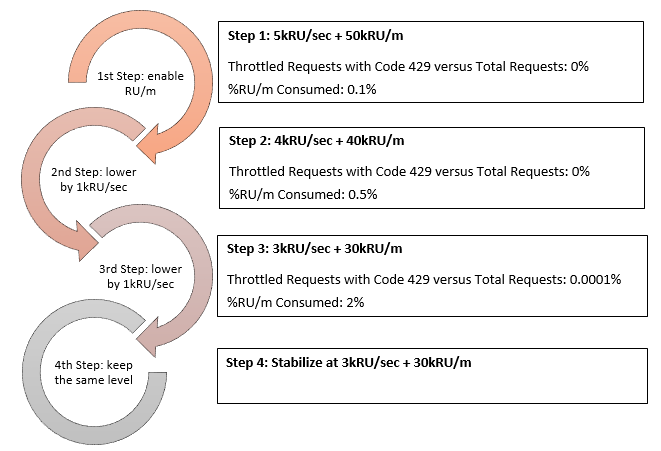 1st Step: enable
RU/m
Step 1: 5kRU/sec + 50kRU/m
Throttled Requests with Code 429 versus Total Requests: 0%
%RU/m Consumed: 0.1%
2nd Step: lower
by 1kRU/sec
Step 2: 4kRU/sec + 40kRU/m
Throttled Requests with Code 429 versus Total Requests: 0%
%RU/m Consumed: 0.5%
3rd Step: lower
by 1kRU/sec
Step 3: 3kRU/sec + 30kRU/m
Throttled Requests with Code 429 versus Total Requests: 0.0001%
%RU/m Consumed: 2%
4th Step: keep
the same level
Step 4: Stabilize at 3kRU/sec + 30kRU/m